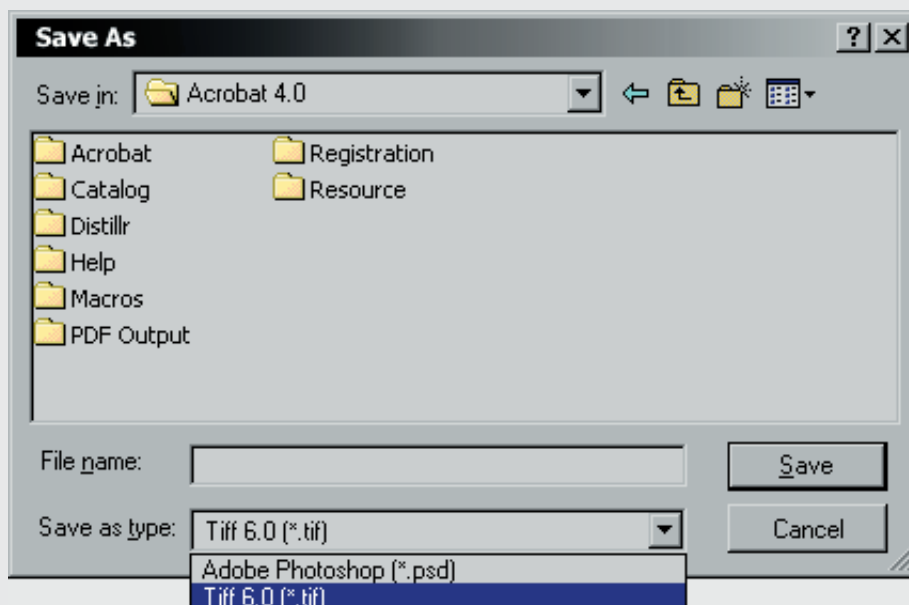 Save As
Save in: Acrobat 4.0
Acrobat Registration
Catalog Resource
Distillr
Help
Macros
PDF Output
File name: Save
Save as type: Tiff 6.0 (*.tif) Cancel
Adobe Photoshop (*.psd)
Tiff 6.0 (*.tif)